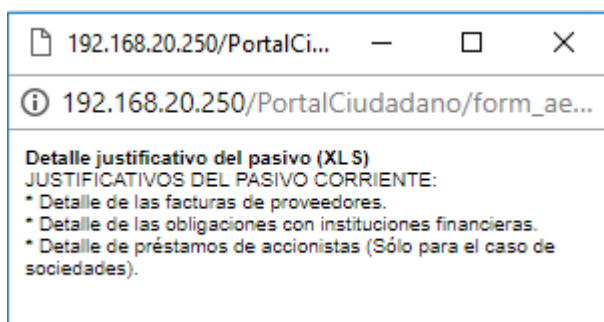 192.168.20.250/PortalCi...
192.168.20.250/PortalCiudadano/form_ae...
Detalle justificativo del pasivo (XLS)
JUSTIFICATIVOS DEL PASIVO CORRIENTE:
* Detalle de las facturas de proveedores.
* Detalle de las obligaciones con instituciones financieras.
* Detalle de préstamos de accionistas (Sólo para el caso de
sociedades).